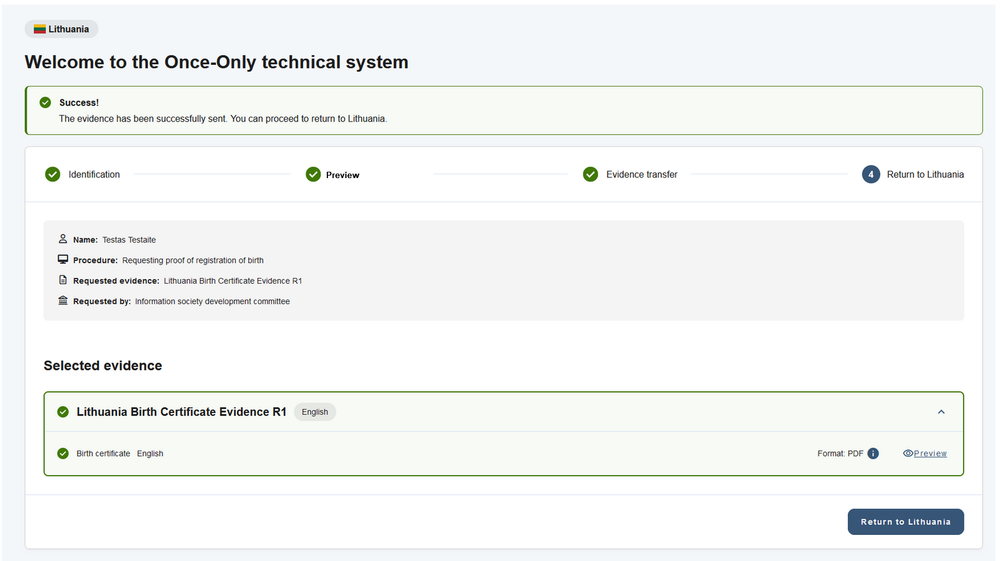 Lithuania
Welcome to the Once-Only technical system
Success!
The evidence has been successfully sent. You can proceed to return to Lithuania.
Identification
Preview
Evidence transfer
4 Return to Lithuania
Name: Testas Testaite
Procedure: Requesting proof of registration of birth
Requested evidence: Lithuania Birth Certificate Evidence R1
Requested by: Information society development committee
Selected evidence
Lithuania Birth Certificate Evidence R1 English
Birth certificate English Format: PDF i Preview
Return to Lithuania